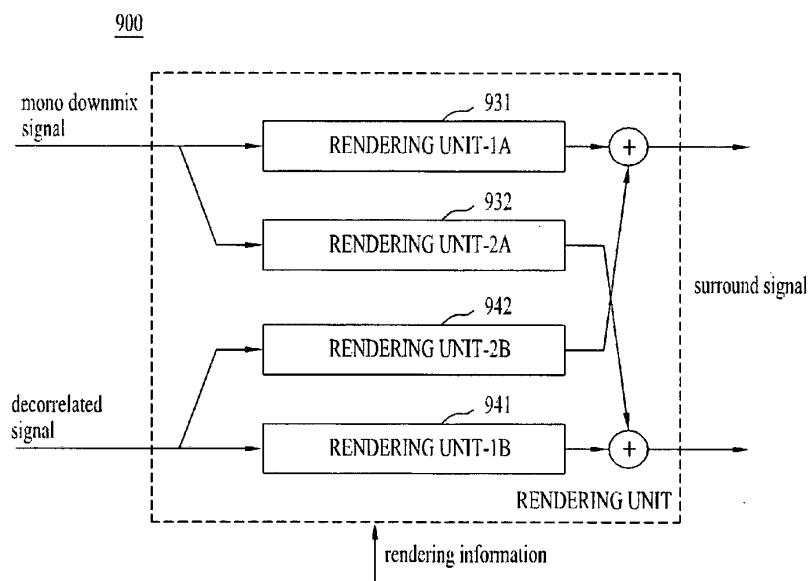 900
mono downmix
signal
931
RENDERING UNIT-1A
+
932
RENDERING UNIT-2A
surround signal
942
RENDERING UNIT-2B
decorrelated
signal
941
RENDERING UNIT-1B
+
RENDERING UNIT
rendering information